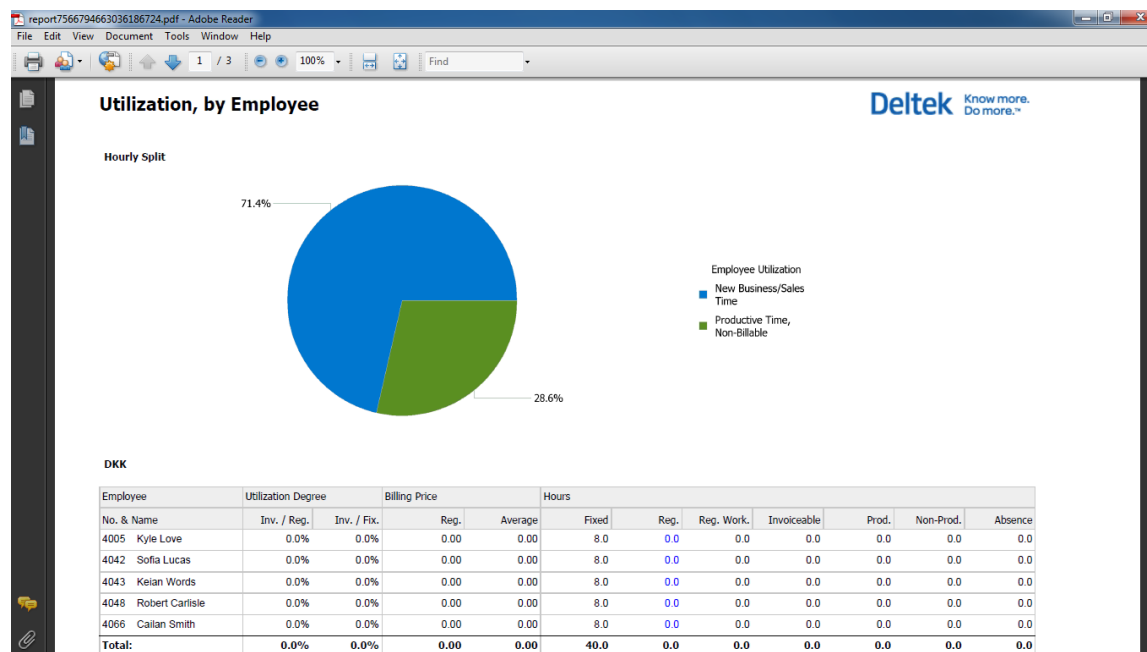 report7566794663036186724.pdf - Adobe Reader
File Edit View Document Tools Window Help
1 / 3 100% Find
Utilization, by Employee
Deltek Know more.
Do more.™
Hourly Split
71.4%
Employee Utilization
New Business/Sales
Time
Productive Time,
Non-Billable
28.6%
DKK
Employee Utilization Degree Billing Price Hours
No. & Name Inv. / Reg. Inv. / Fix. Reg. Average Fixed Reg. Reg. Work. Invoiceable Prod. Non-Prod. Absence
4005 Kyle Love 0.0% 0.0% 0.00 0.00 8.0 0.0 0.0 0.0 0.0 0.0 0.0
4042 Sofia Lucas 0.0% 0.0% 0.00 0.00 8.0 0.0 0.0 0.0 0.0 0.0 0.0
4043 Keian Words 0.0% 0.0% 0.00 0.00 8.0 0.0 0.0 0.0 0.0 0.0 0.0
4048 Robert Carlisle 0.0% 0.0% 0.00 0.00 8.0 0.0 0.0 0.0 0.0 0.0 0.0
4066 Cailan Smith 0.0% 0.0% 0.00 0.00 8.0 0.0 0.0 0.0 0.0 0.0 0.0
Total: 0.0% 0.0% 0.00 0.00 40.0 0.0 0.0 0.0 0.0 0.0 0.0